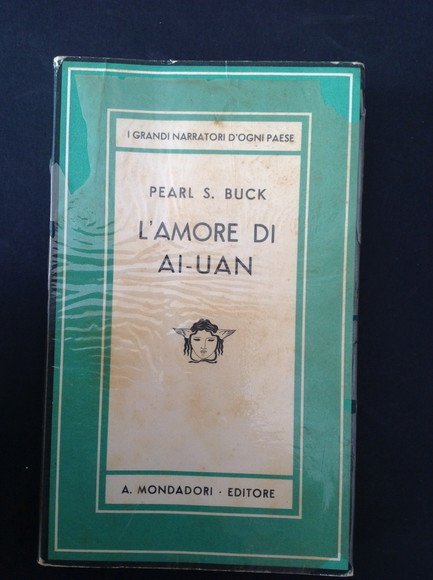 I GRANDI NARRATORI D'OGNI PAESE
PEARL S. BUCK
L'AMORE DI
AI-UAN
A. MONDADORI · EDITORE